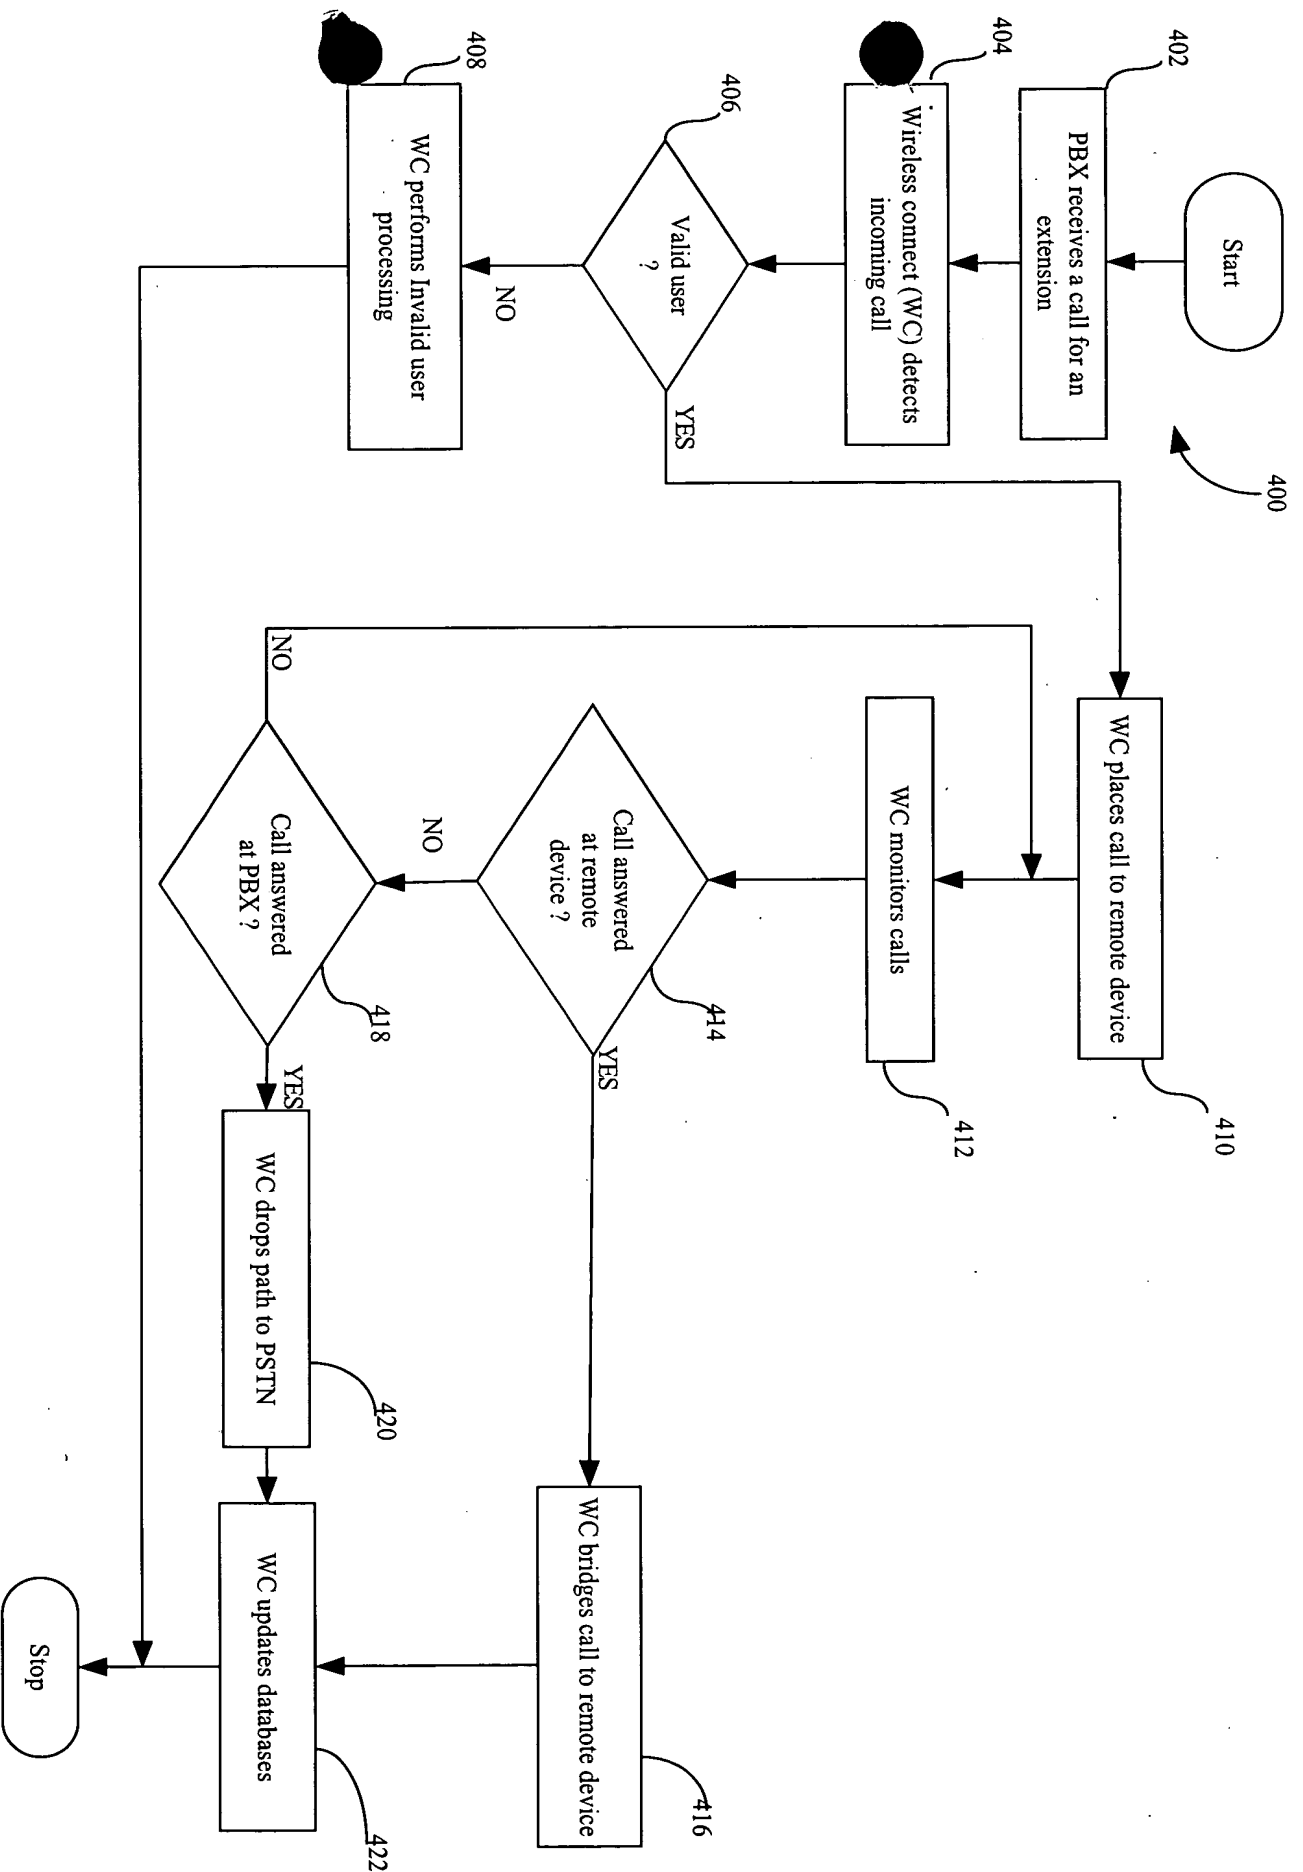 400
Start
402
PBX receives a call for an
extension
404
Wireless connect (WC) detects
incoming call
406
Valid user
?
YES
NO
408
WC performs Invalid user
processing
WC places call to remote device
410
WC monitors calls
412
Call answered
at remote
device ?
414
YES
NO
WC bridges call to remote device
416
Call answered
at PBX ?
418
NO
YES
WC drops path to PSTN
420
WC updates databases
422
Stop